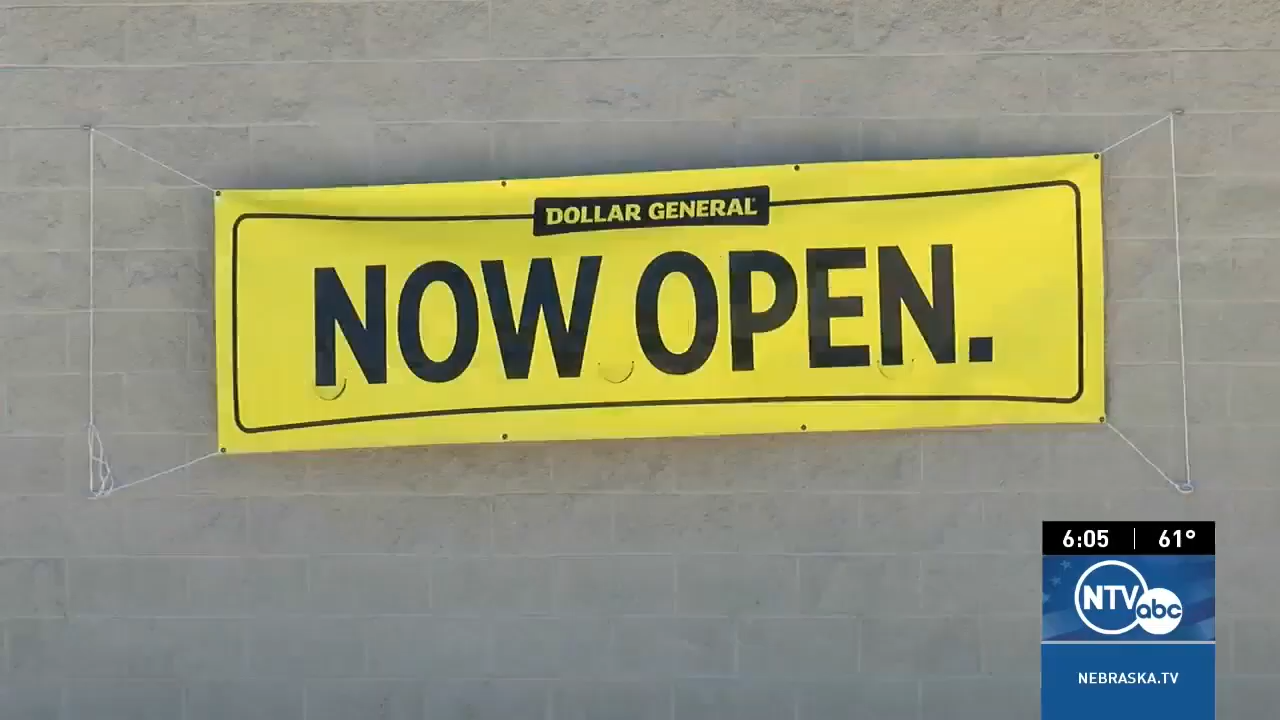 DOLLAR GENERAL
NOW OPEN.
6:05 61°
NTV abc
NEBRASKA.TV